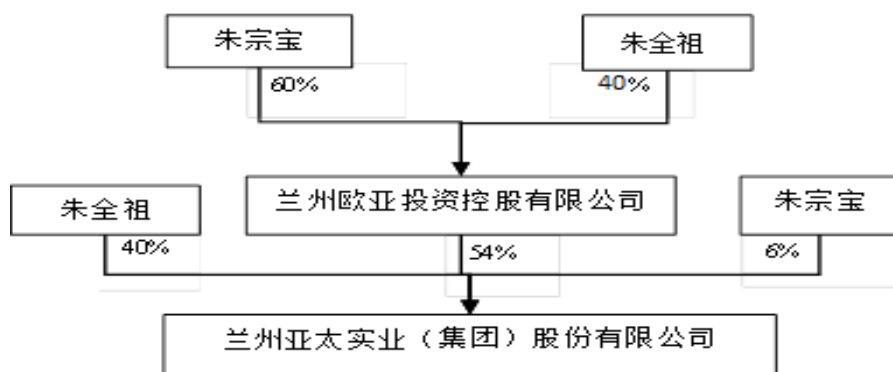 朱宗宝
朱全祖
60%
40%
朱全祖
兰州欧亚投资控股有限公司
朱宗宝
40%
54%
6%
兰州亚太实业（集团）股份有限公司